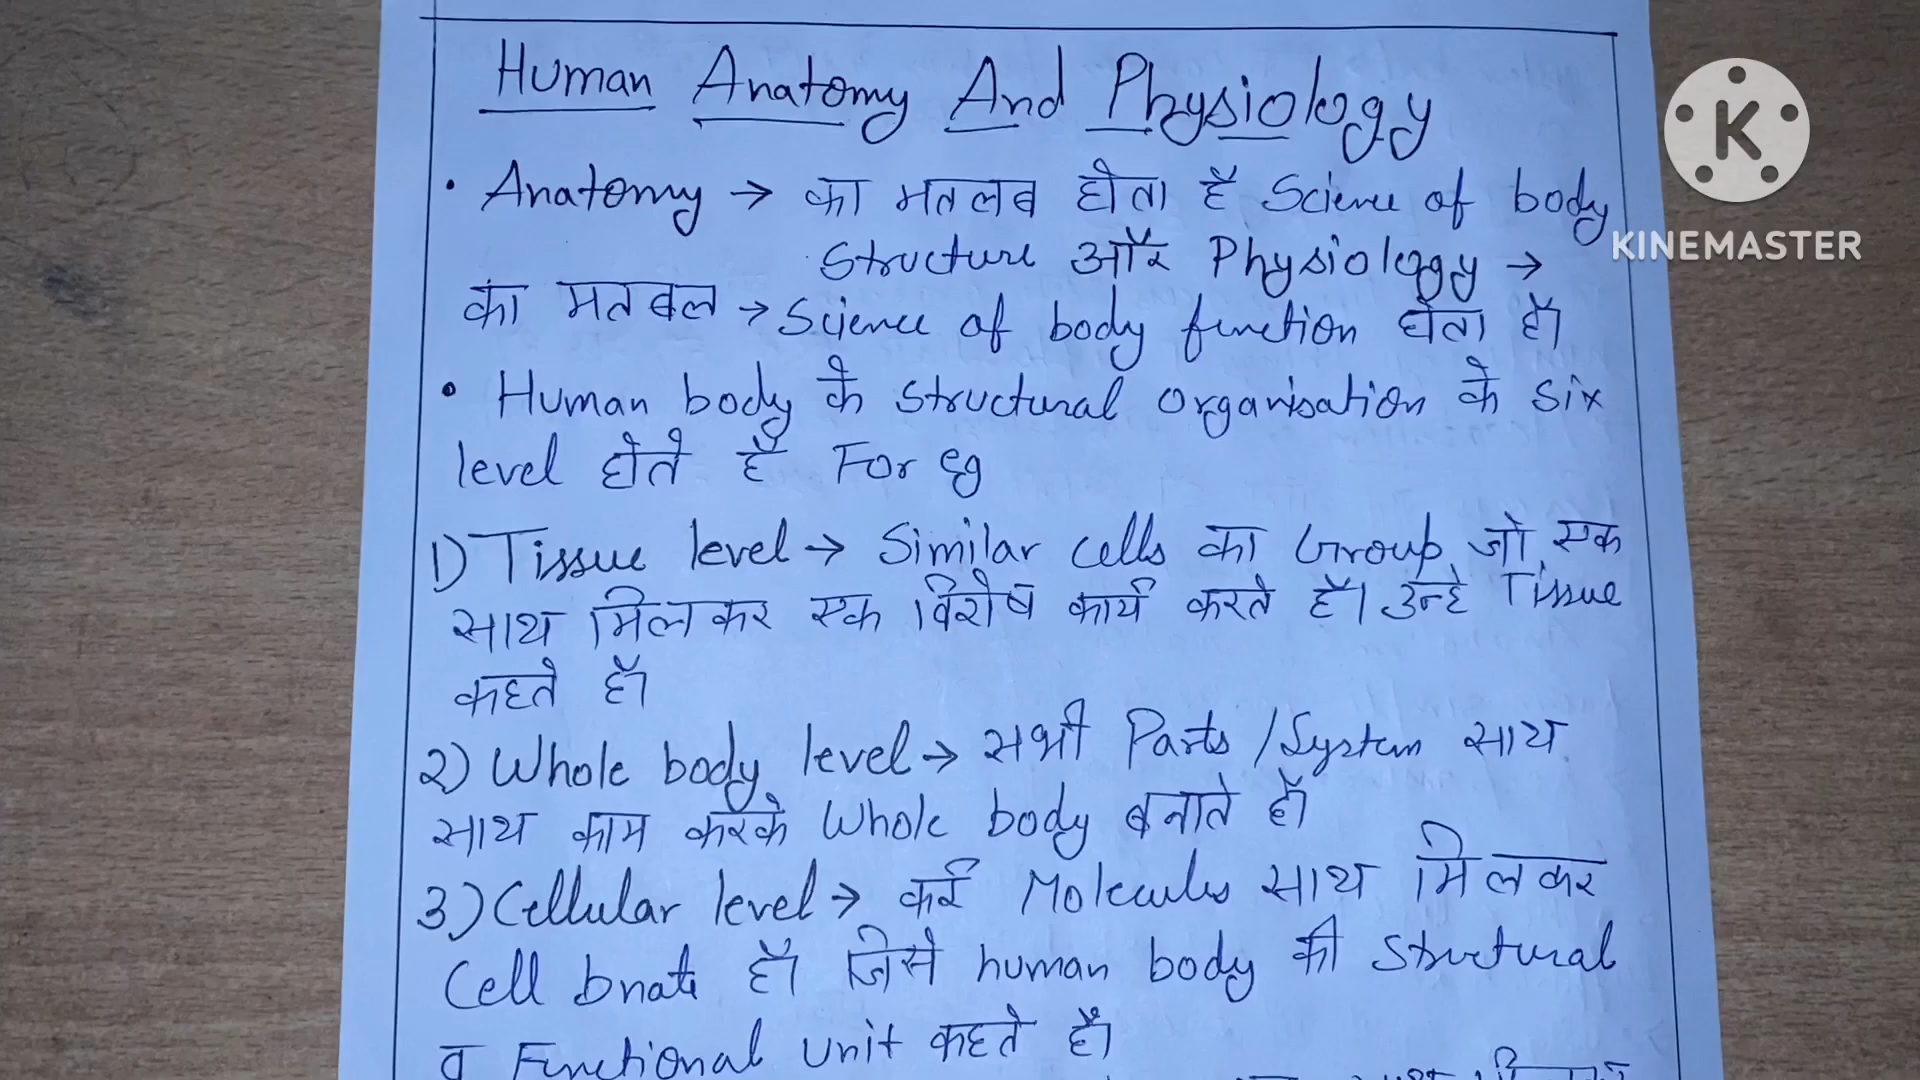 Human Anatomy And Physiology
• Anatomy → का मतलब होता है Science of body
KINEMASTER
Structure और Physiology →
का मतबल → Science of body function होता है।
• Human body के Structural Organisation के six
level होते है For eg
1) Tissue level → Similar cells का Group जो एक
साथ मिलकर एक विशेष कार्य करते है। उन्हे Tissue
कहते है।
2) Whole body level → सभी Parts / System साथ
साथ काम करके Whole body बनाते है।
3) Cellular level → कई Molecules साथ मिलकर
Cell bnate है। जिसे human body की Structural
व Functional Unit कहते है।